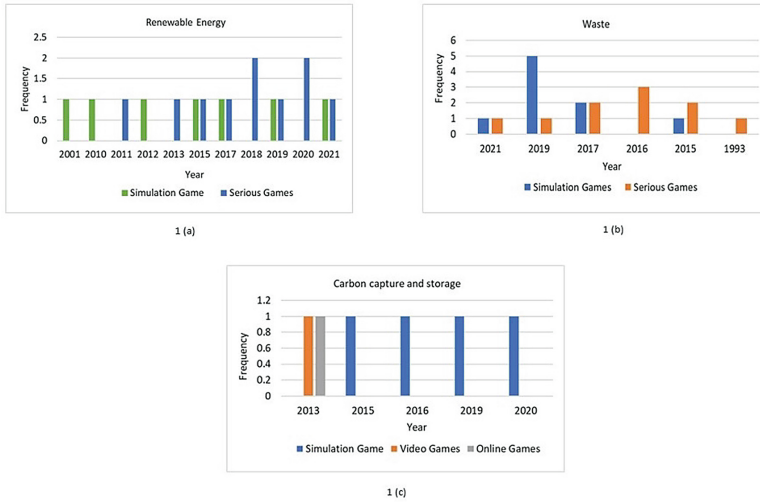 Renewable Energy
2.5
2
1.5
1
0.5
0
Frequency
2001 2010 2011 2012 2013 2015 2017 2018 2019 2020 2021
Year
Simulation Game Serious Games
1 (a)
Waste
6
5
4
3
2
1
0
Frequency
2021 2019 2017 2016 2015 1993
Year
Simulation Games Serious Games
1 (b)
Carbon capture and storage
1.2
1
0.8
0.6
0.4
0.2
0
Frequency
2013 2015 2016 2019 2020
Year
Simulation Game Video Games Online Games
1 (c)